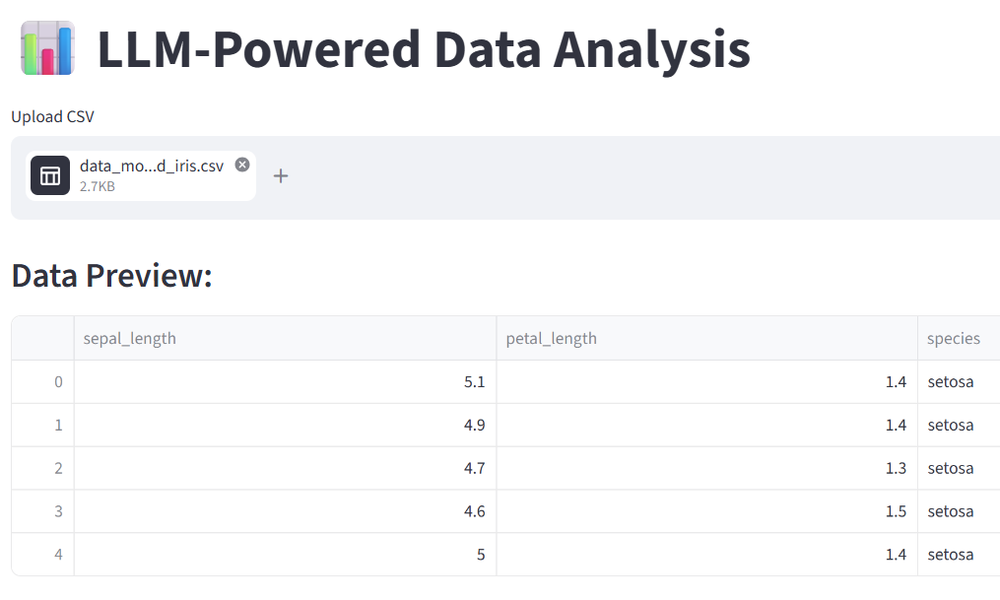 LLM-Powered Data Analysis
Upload CSV
data_mo...d_iris.csv
2.7KB
Data Preview:
sepal_length petal_length species
0 5.1 1.4 setosa
1 4.9 1.4 setosa
2 4.7 1.3 setosa
3 4.6 1.5 setosa
4 5 1.4 setosa